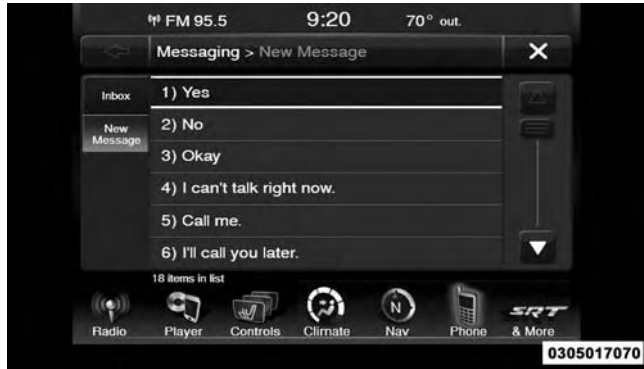 FM 95.5 9:20 70° out.
Messaging > New Message X
Inbox
New
Message
1) Yes
2) No
3) Okay
4) I can't talk right now.
5) Call me.
6) I'll call you later.
18 items in list
N SRT
Radio Player Controls Climate Nav Phone & More
0305017070